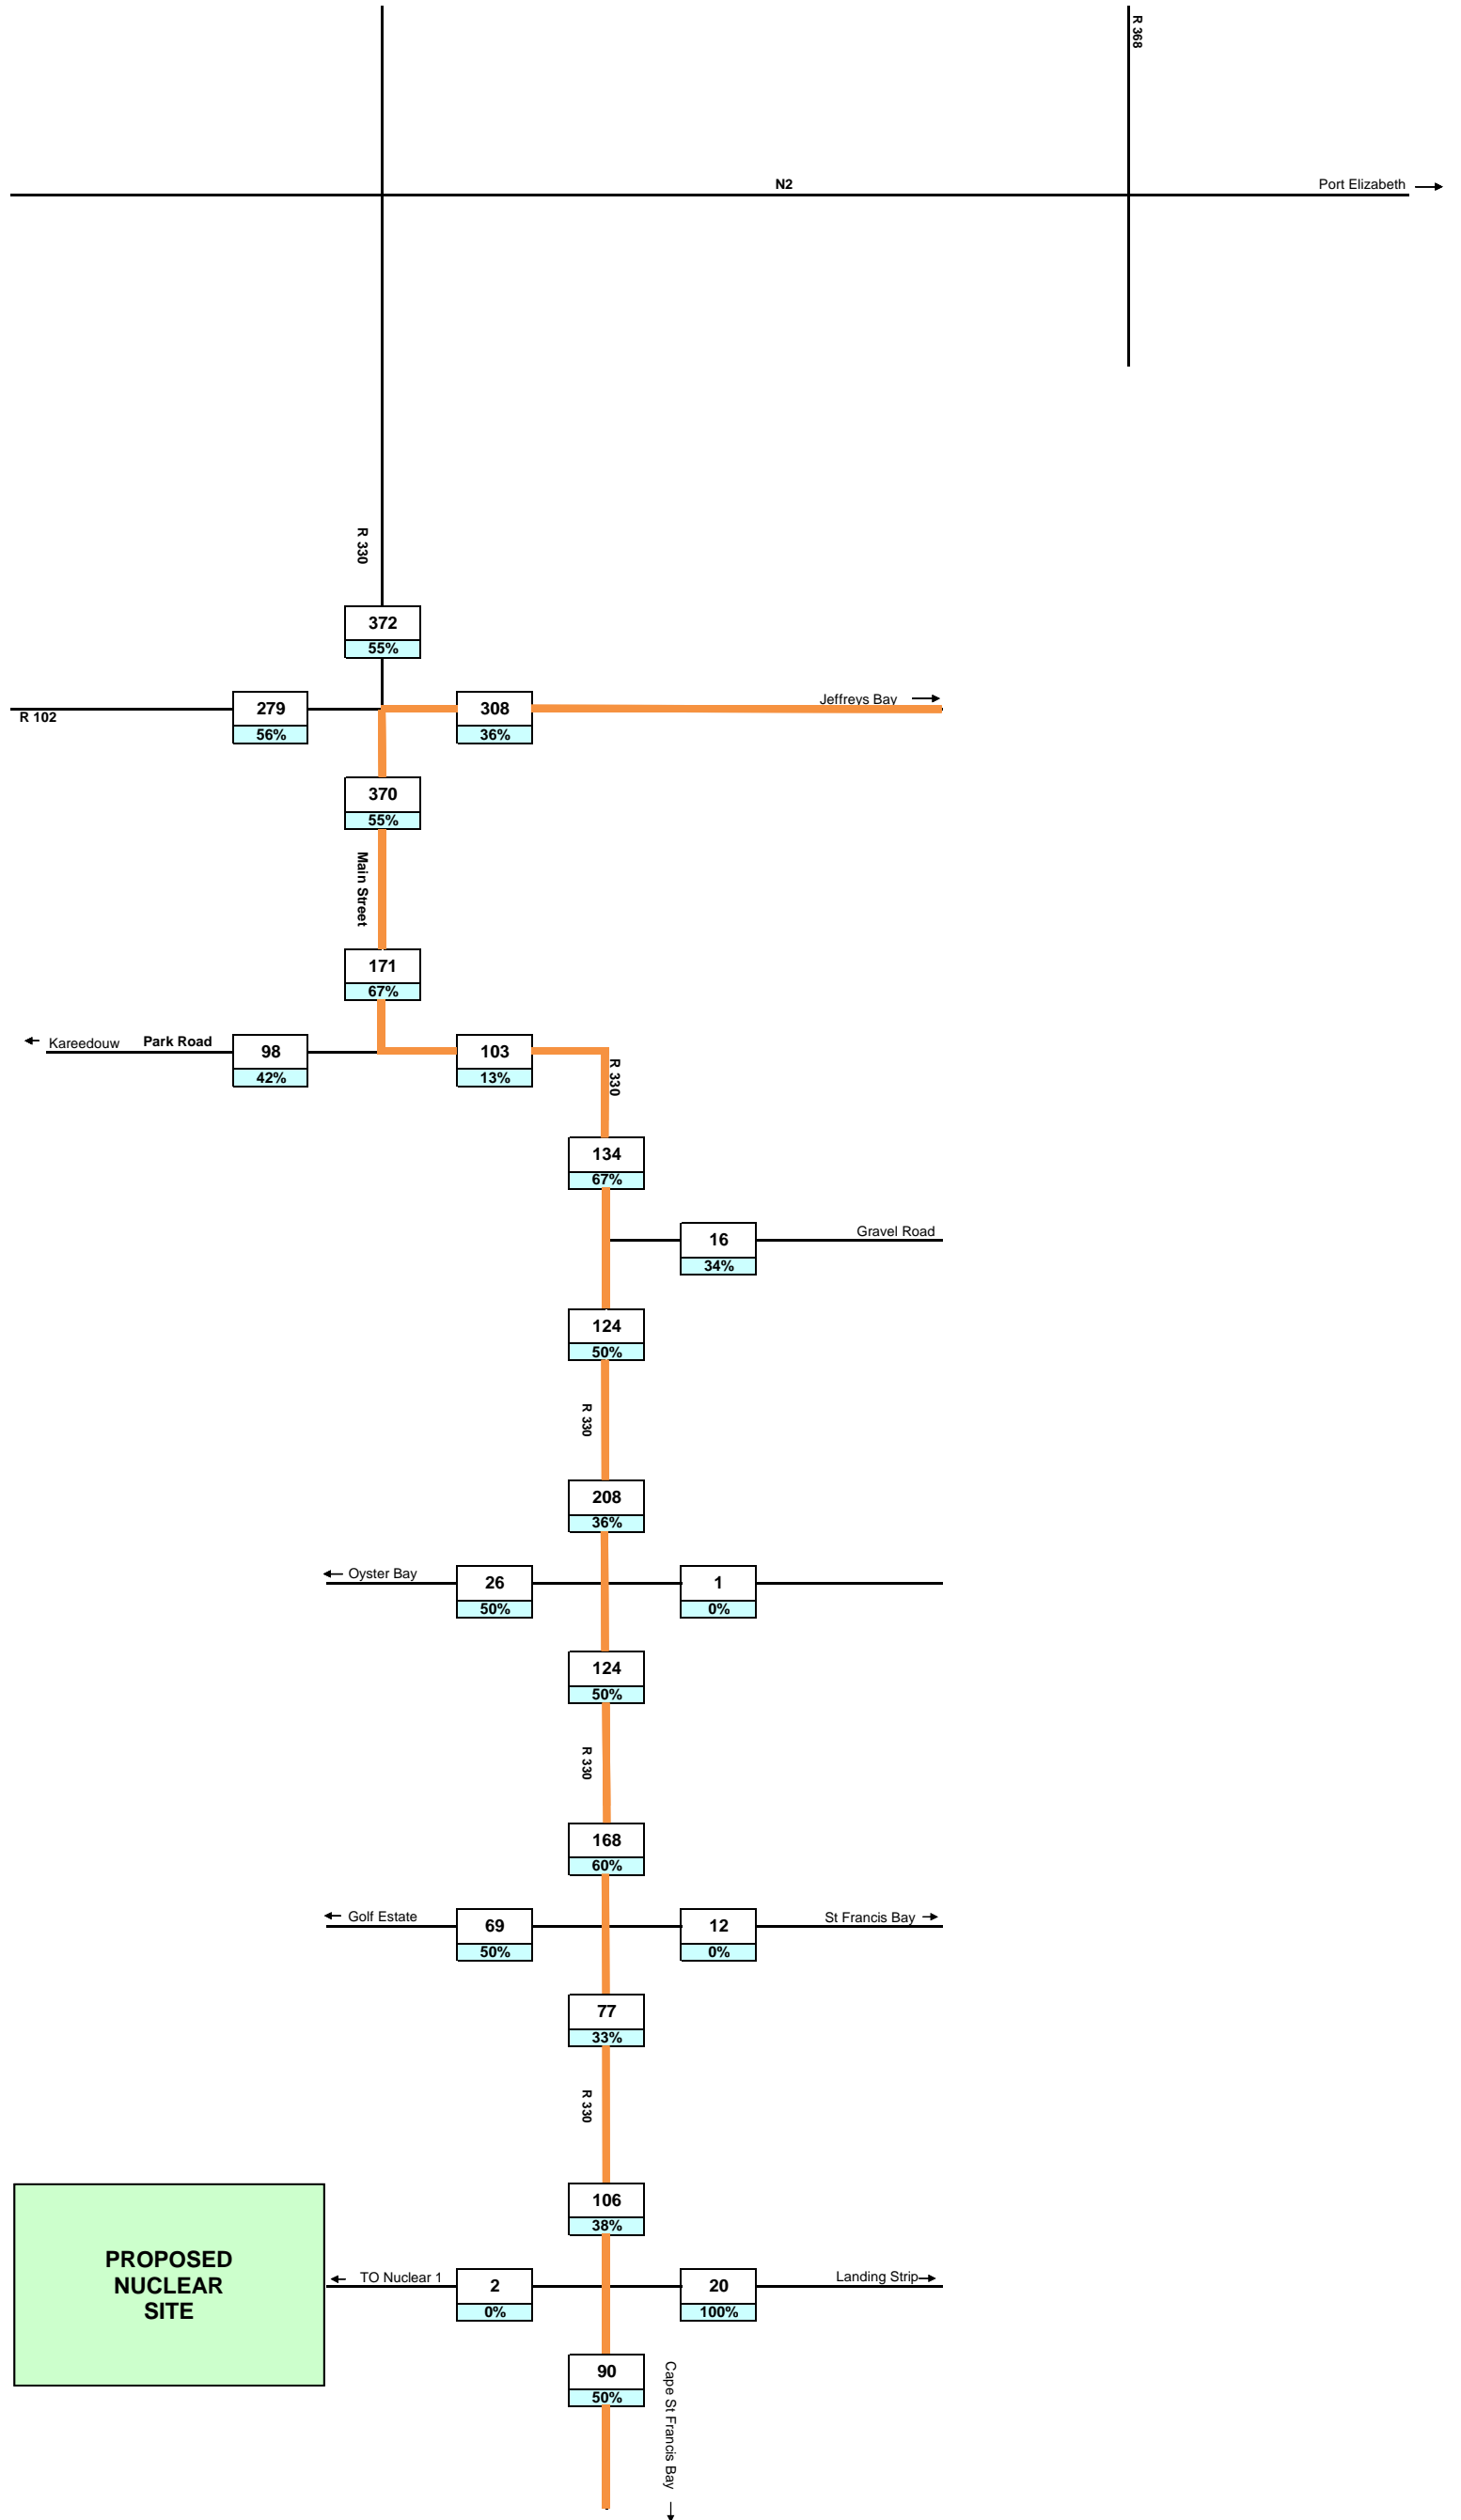 R 368
N2
Port Elizabeth
R 330
372
55%
279
56%
308
36%
Jeffreys Bay
R 102
370
55%
Main Street
171
67%
Kareedouw
Park Road
98
42%
103
13%
R 330
134
67%
16
34%
Gravel Road
124
50%
R 330
208
36%
Oyster Bay
26
50%
1
0%
124
50%
R 330
168
60%
Golf Estate
69
50%
12
0%
St Francis Bay
77
33%
R 330
106
38%
PROPOSED
NUCLEAR
SITE
TO Nuclear 1
2
0%
20
100%
Landing Strip
90
50%
Cape St Francis Bay